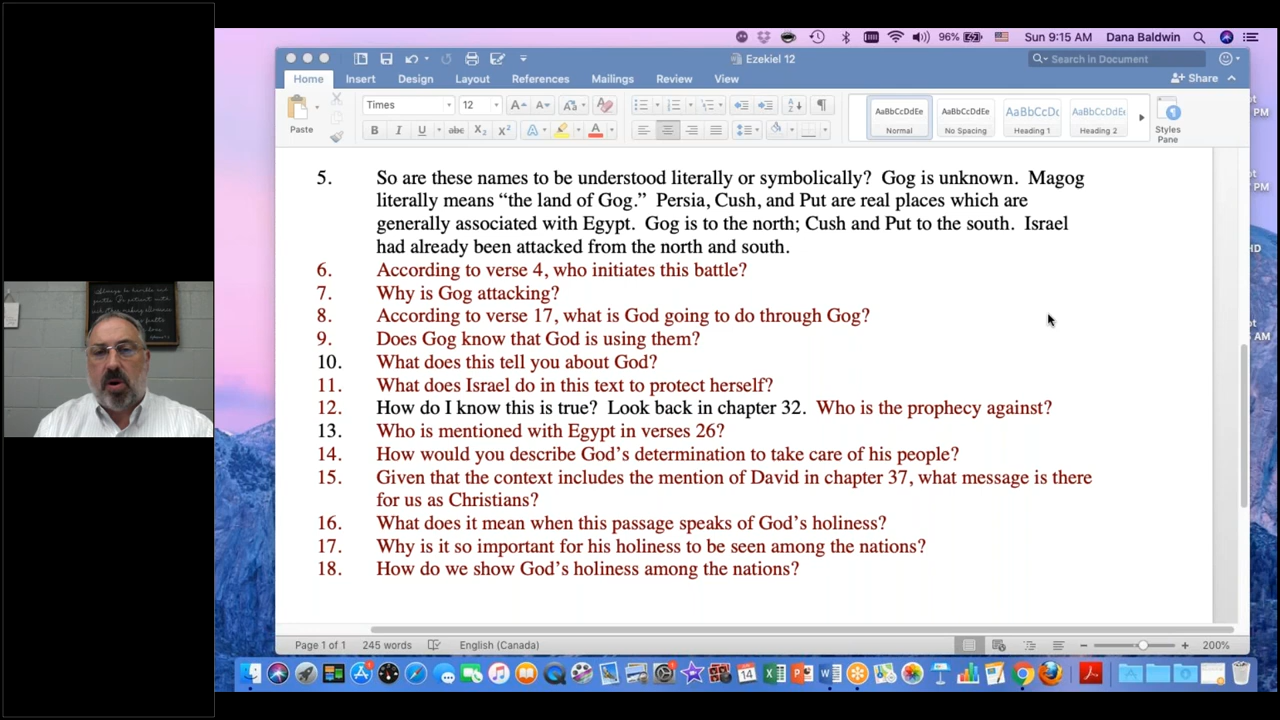 96%
Sun 9:15 AM
Dana Baldwin
Ezekiel 12
Search in Document
Home
Insert
Design
Layout
References
Mailings
Review
View
Share
Paste
Times
12
AaBbCcDdEe
Normal
AaBbCcDdEe
No Spacing
AaBbCcDc
Heading 1
AaBbCcDdEe
Heading 2
Styles Pane
5. So are these names to be understood literally or symbolically? Gog is unknown. Magog
literally means “the land of Gog.” Persia, Cush, and Put are real places which are
generally associated with Egypt. Gog is to the north; Cush and Put to the south. Israel
had already been attacked from the north and south.
6. According to verse 4, who initiates this battle?
7. Why is Gog attacking?
8. According to verse 17, what is God going to do through Gog?
9. Does Gog know that God is using them?
10. What does this tell you about God?
11. What does Israel do in this text to protect herself?
12. How do I know this is true? Look back in chapter 32. Who is the prophecy against?
13. Who is mentioned with Egypt in verses 26?
14. How would you describe God’s determination to take care of his people?
15. Given that the context includes the mention of David in chapter 37, what message is there
for us as Christians?
16. What does it mean when this passage speaks of God’s holiness?
17. Why is it so important for his holiness to be seen among the nations?
18. How do we show God’s holiness among the nations?
Page 1 of 1
245 words
English (Canada)
200%